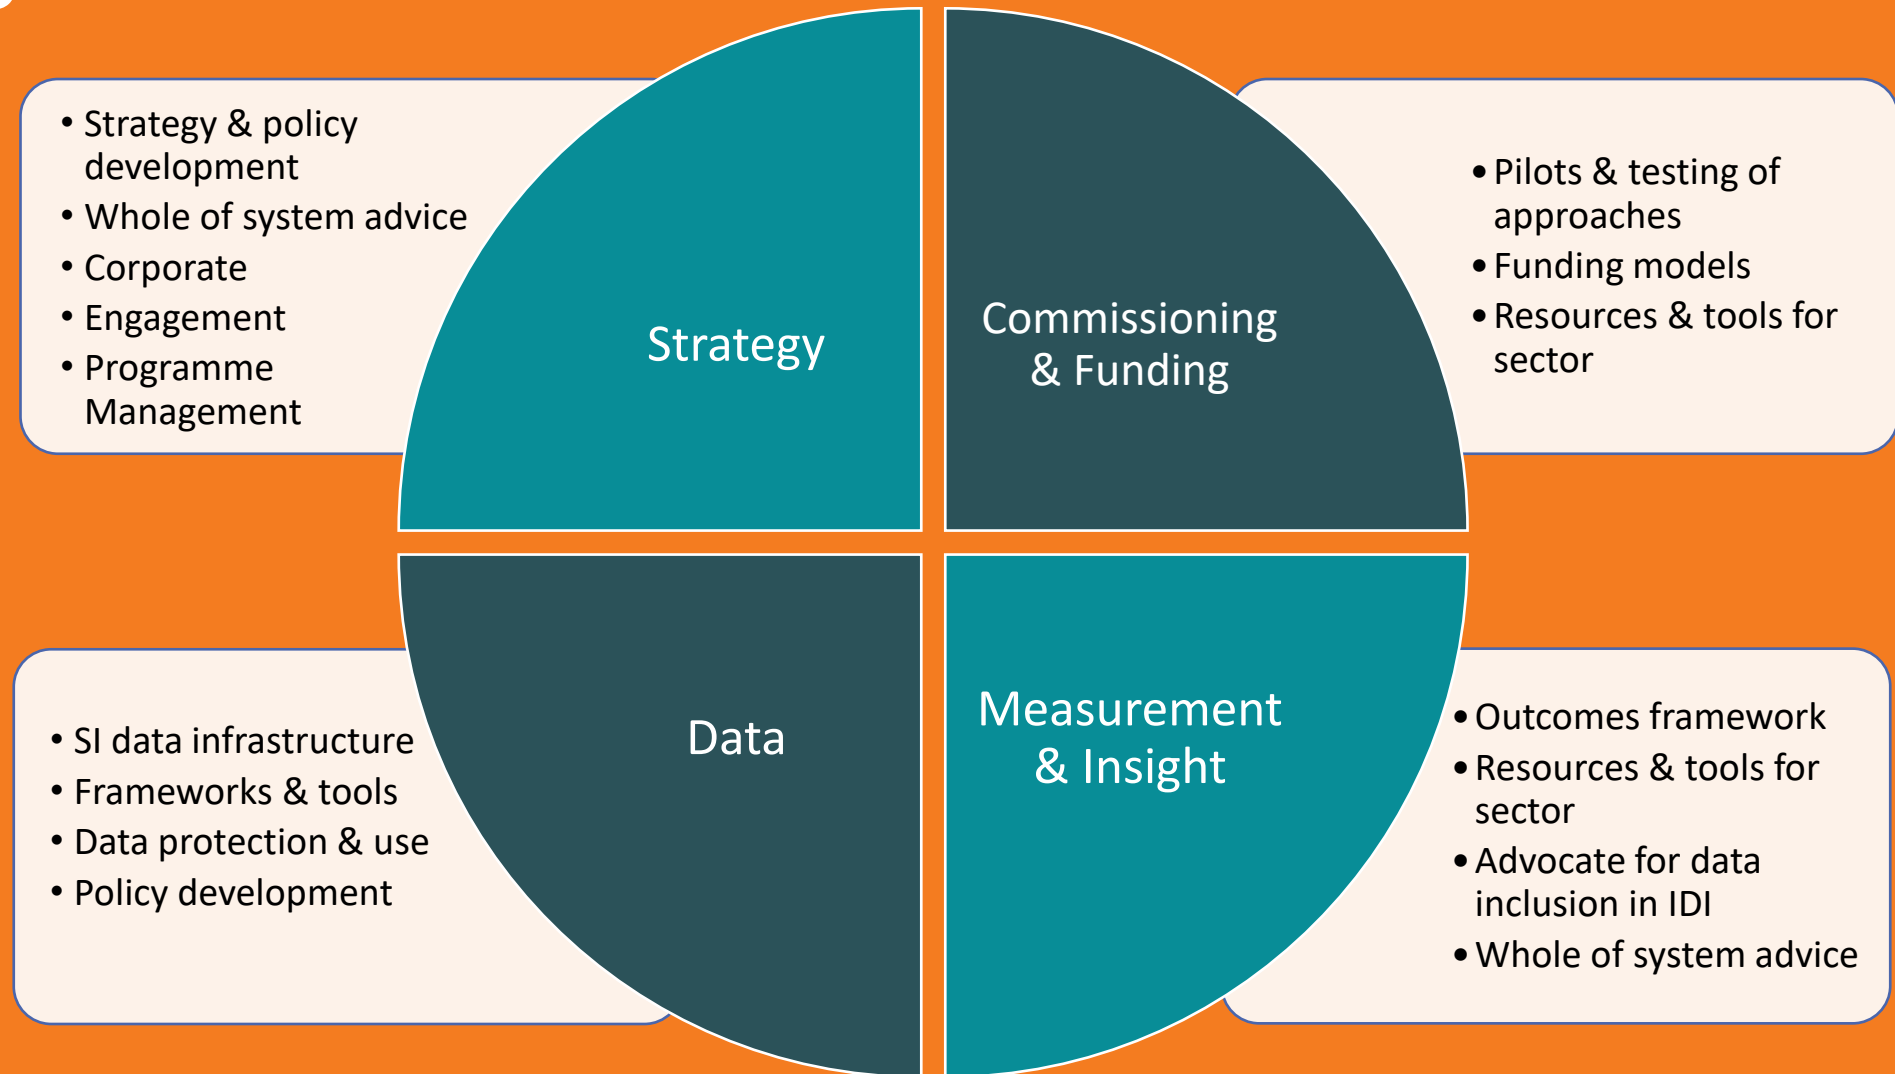 • Strategy & policy
development
• Whole of system advice
• Corporate
• Engagement
• Programme
Management
Strategy
Commissioning
& Funding
• Pilots & testing of
approaches
• Funding models
• Resources & tools for
sector
• SI data infrastructure
• Frameworks & tools
• Data protection & use
• Policy development
Data
Measurement
& Insight
• Outcomes framework
• Resources & tools for
sector
• Advocate for data
inclusion in IDI
• Whole of system advice